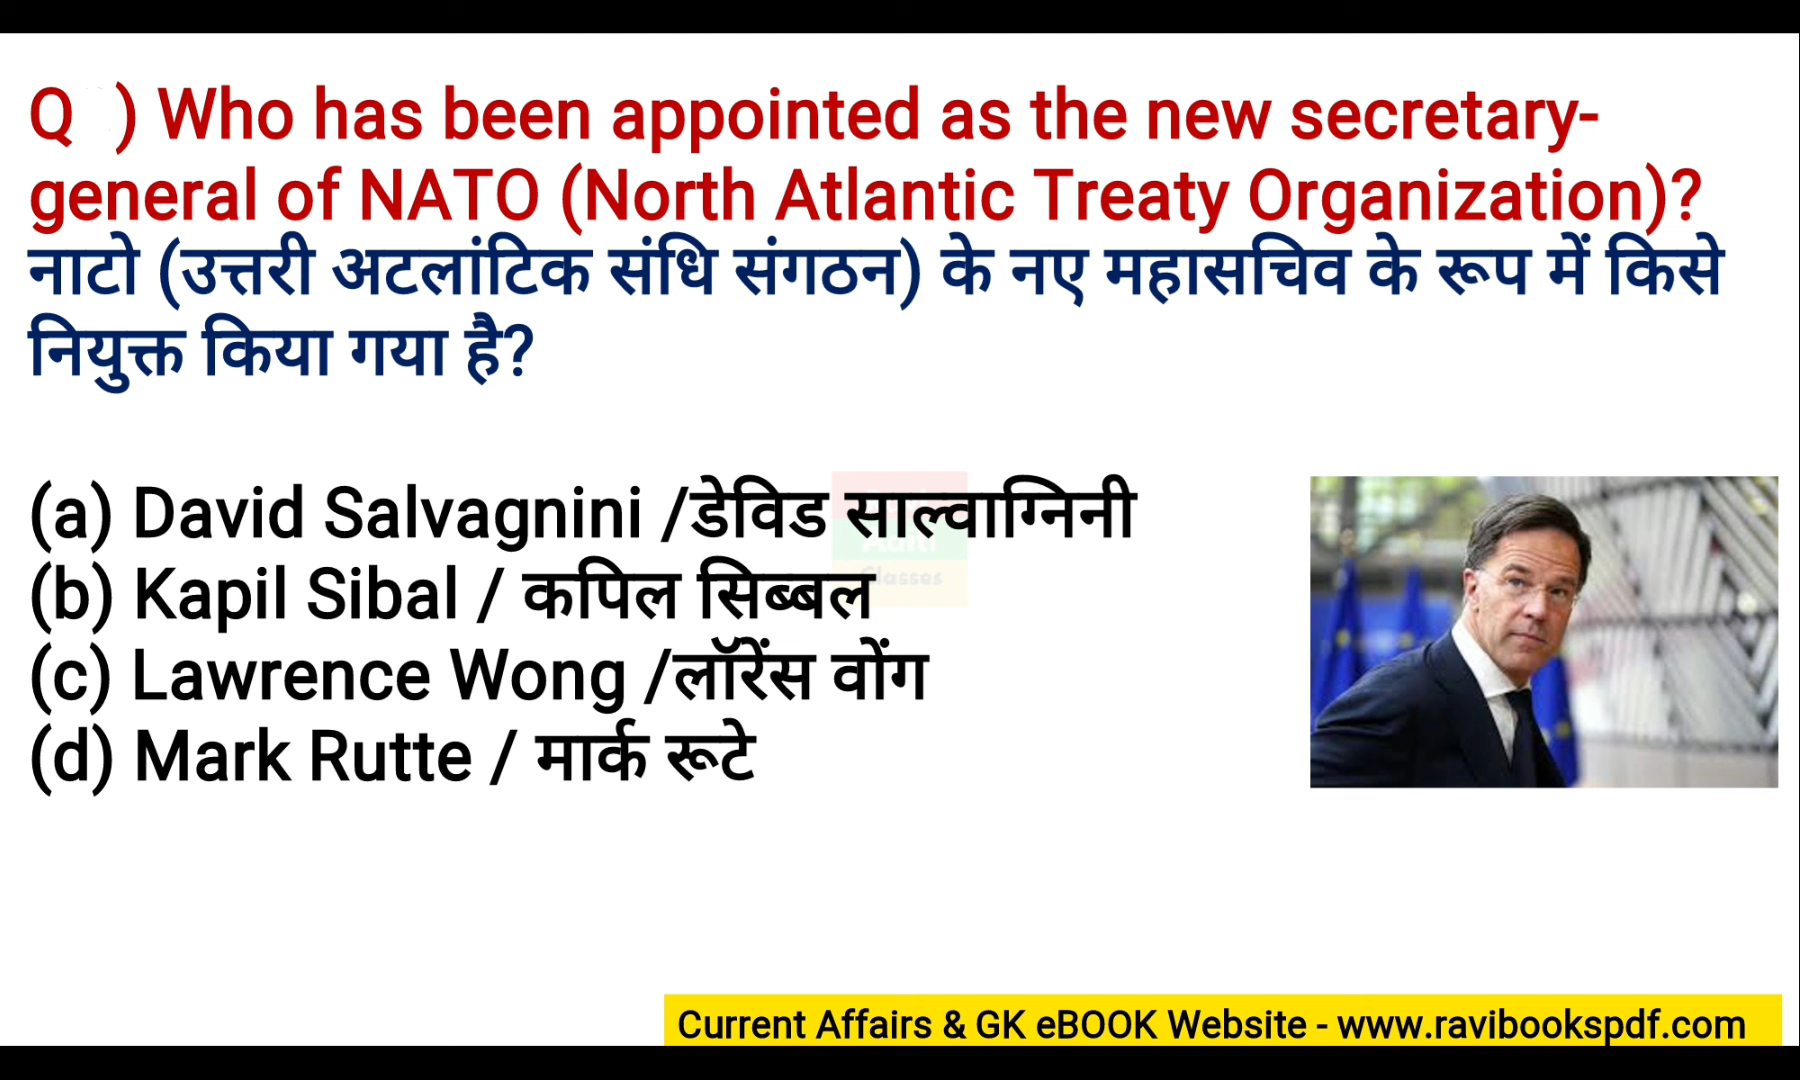 Q ) Who has been appointed as the new secretary-
general of NATO (North Atlantic Treaty Organization)?
नाटो (उत्तरी अटलांटिक संधि संगठन) के नए महासचिव के रूप में किसे
नियुक्त किया गया है?
(a) David Salvagnini /डेविड साल्वाग्निनी
(b) Kapil Sibal / कपिल सिब्बल
(c) Lawrence Wong /लॉरेंस वोंग
(d) Mark Rutte / मार्क रूटे
Classes
Current Affairs & GK eBOOK Website - www.ravibookspdf.com